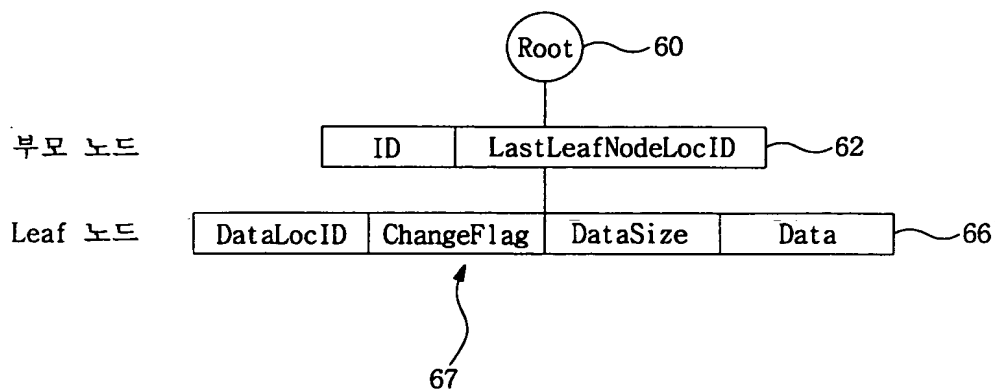 Root 60
부모 노드 ID LastLeafNodeLocID 62
Leaf 노드 DataLocID ChangeFlag DataSize Data 66
67